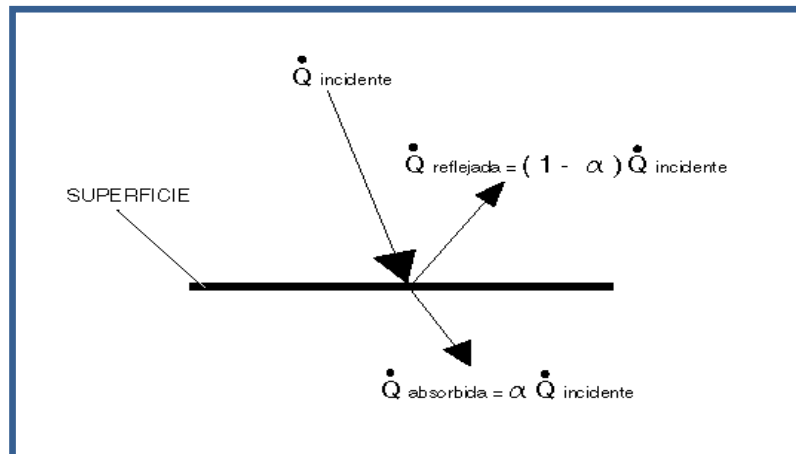 Q̇ incidente
Q̇ reflejada = ( 1 - α ) Q̇ incidente
SUPERFICIE
Q̇ absorbida = α Q̇ incidente